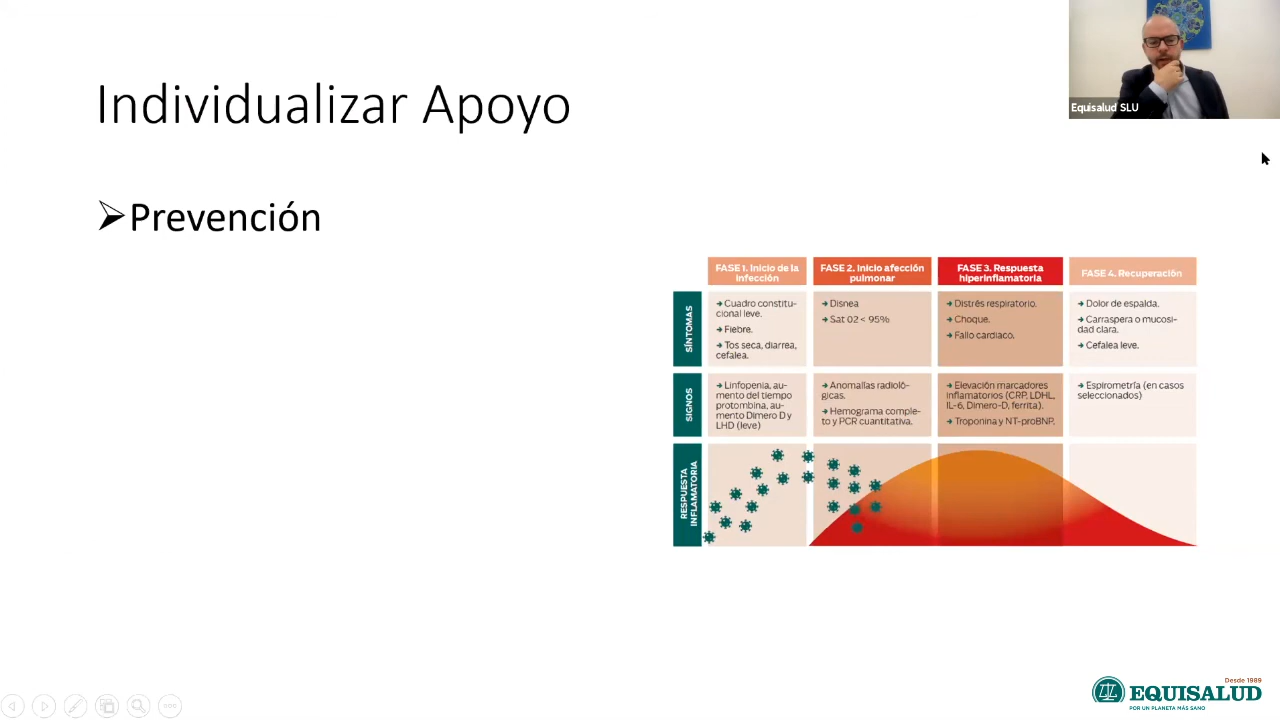 Individualizar Apoyo
Equisalud SLU
➢Prevención
FASE 1. Inicio de la
infección
FASE 2. Inicio afección
pulmonar
FASE 3. Respuesta
hiperinflamatoria
FASE 4. Recuperación
SÍNTOMAS
➔ Cuadro constitu-
cional leve.
➔ Fiebre.
➔ Tos seca, diarrea,
cefalea.
➔ Disnea
➔ Sat 02 < 95%
➔ Distrés respiratorio.
➔ Choque.
➔ Fallo cardiaco.
➔ Dolor de espalda.
➔ Carraspera o mucosi-
dad clara.
➔ Cefalea leve.
SIGNOS
➔ Linfopenia, au-
mento del tiempo
protombina, au-
mento Dimero D y
LHD (leve)
➔ Anomalías radioló-
gicas.
➔ Hemograma comple-
to y PCR cuantitativa.
➔ Elevación marcadores
inflamatorios (CRP, LDHL,
IL-6, Dimero-D, ferrita).
➔ Troponina y NT-proBNP.
➔ Espirometría (en casos
seleccionados)
RESPUESTA
INFLAMATORIA
Desde 1989
EQUISALUD
POR UN PLANETA MÁS SANO